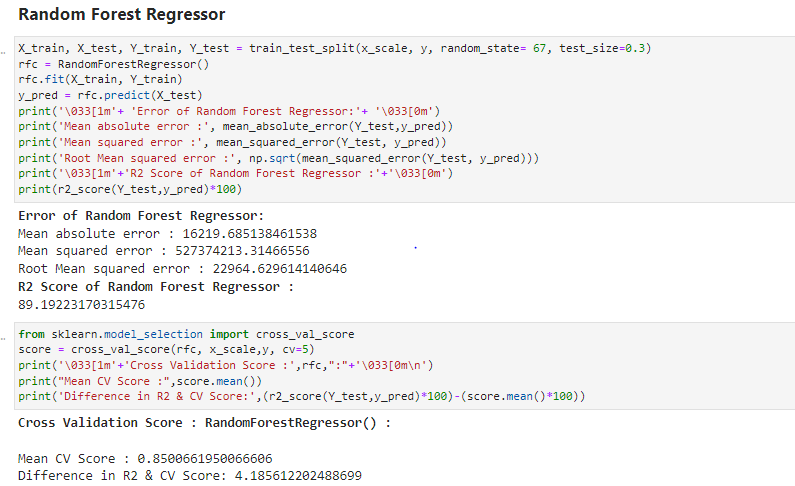 Random Forest Regressor
X_train, X_test, Y_train, Y_test = train_test_split(x_scale, y, random_state= 67, test_size=0.3)
rfc = RandomForestRegressor()
rfc.fit(X_train, Y_train)
y_pred = rfc.predict(X_test)
print('\033[1m'+ 'Error of Random Forest Regressor:'+ '\033[0m')
print('Mean absolute error :', mean_absolute_error(Y_test,y_pred))
print('Mean squared error :', mean_squared_error(Y_test, y_pred))
print('Root Mean squared error :', np.sqrt(mean_squared_error(Y_test, y_pred)))
print('\033[1m'+'R2 Score of Random Forest Regressor :'+'\033[0m')
print(r2_score(Y_test,y_pred)*100)
Error of Random Forest Regressor:
Mean absolute error : 16219.685138461538
Mean squared error : 527374213.31466556
Root Mean squared error : 22964.629614140646
R2 Score of Random Forest Regressor :
89.19223170315476
from sklearn.model_selection import cross_val_score
score = cross_val_score(rfc, x_scale,y, cv=5)
print('\033[1m'+'Cross Validation Score :',rfc,":"+'\033[0m\n')
print("Mean CV Score :",score.mean())
print('Difference in R2 & CV Score:',(r2_score(Y_test,y_pred)*100)-(score.mean()*100))
Cross Validation Score : RandomForestRegressor() :
Mean CV Score : 0.8500661950066606
Difference in R2 & CV Score: 4.185612202488699